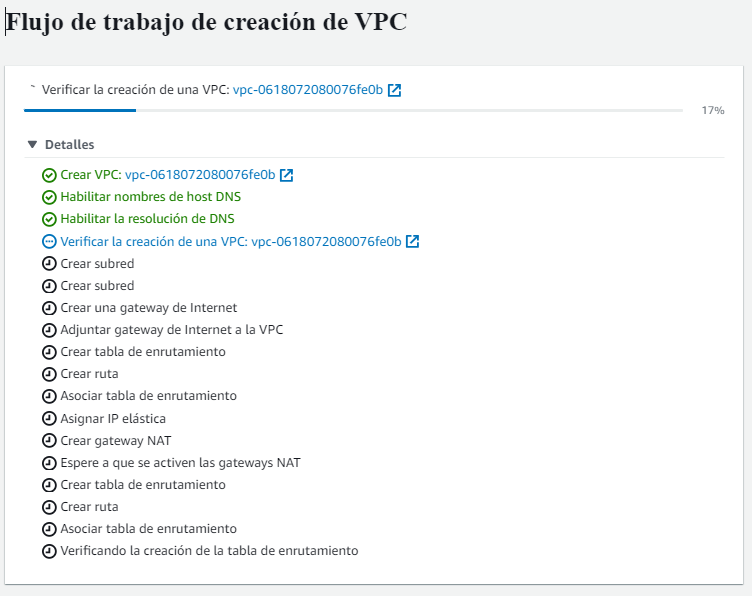 Flujo de trabajo de creación de VPC
Verificar la creación de una VPC: vpc-0618072080076fe0b
17%
Detalles
Crear VPC: vpc-0618072080076fe0b
Habilitar nombres de host DNS
Habilitar la resolución de DNS
Verificar la creación de una VPC: vpc-0618072080076fe0b
Crear subred
Crear subred
Crear una gateway de Internet
Adjuntar gateway de Internet a la VPC
Crear tabla de enrutamiento
Crear ruta
Asociar tabla de enrutamiento
Asignar IP elástica
Crear gateway NAT
Espere a que se activen las gateways NAT
Crear tabla de enrutamiento
Crear ruta
Asociar tabla de enrutamiento
Verificando la creación de la tabla de enrutamiento